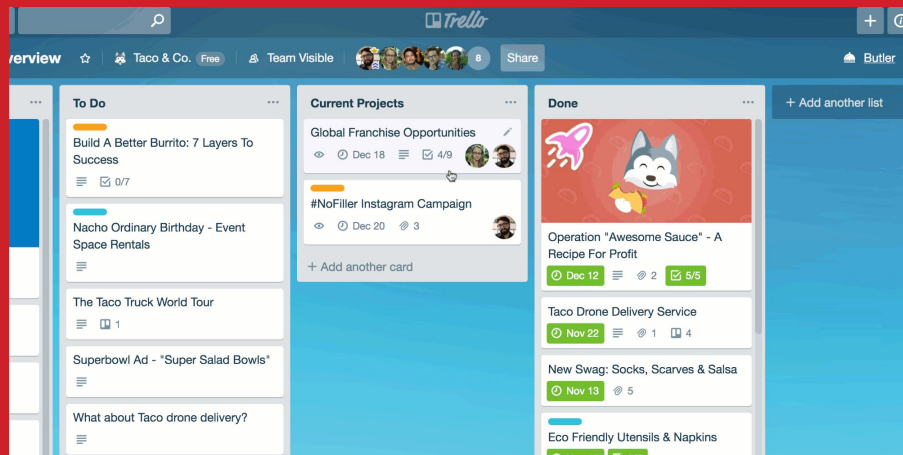 Trello
verview
Taco & Co. Free
Team Visible
8
Share
Butler
To Do
Build A Better Burrito: 7 Layers To
Success
0/7
Nacho Ordinary Birthday - Event
Space Rentals
The Taco Truck World Tour
1
Superbowl Ad - "Super Salad Bowls"
What about Taco drone delivery?
Current Projects
Global Franchise Opportunities
Dec 18 4/9
#NoFiller Instagram Campaign
Dec 20 3
+ Add another card
Done
Operation "Awesome Sauce" - A
Recipe For Profit
Dec 12 2 5/5
Taco Drone Delivery Service
Nov 22 1 4
New Swag: Socks, Scarves & Salsa
Nov 13 5
Eco Friendly Utensils & Napkins
+ Add another list